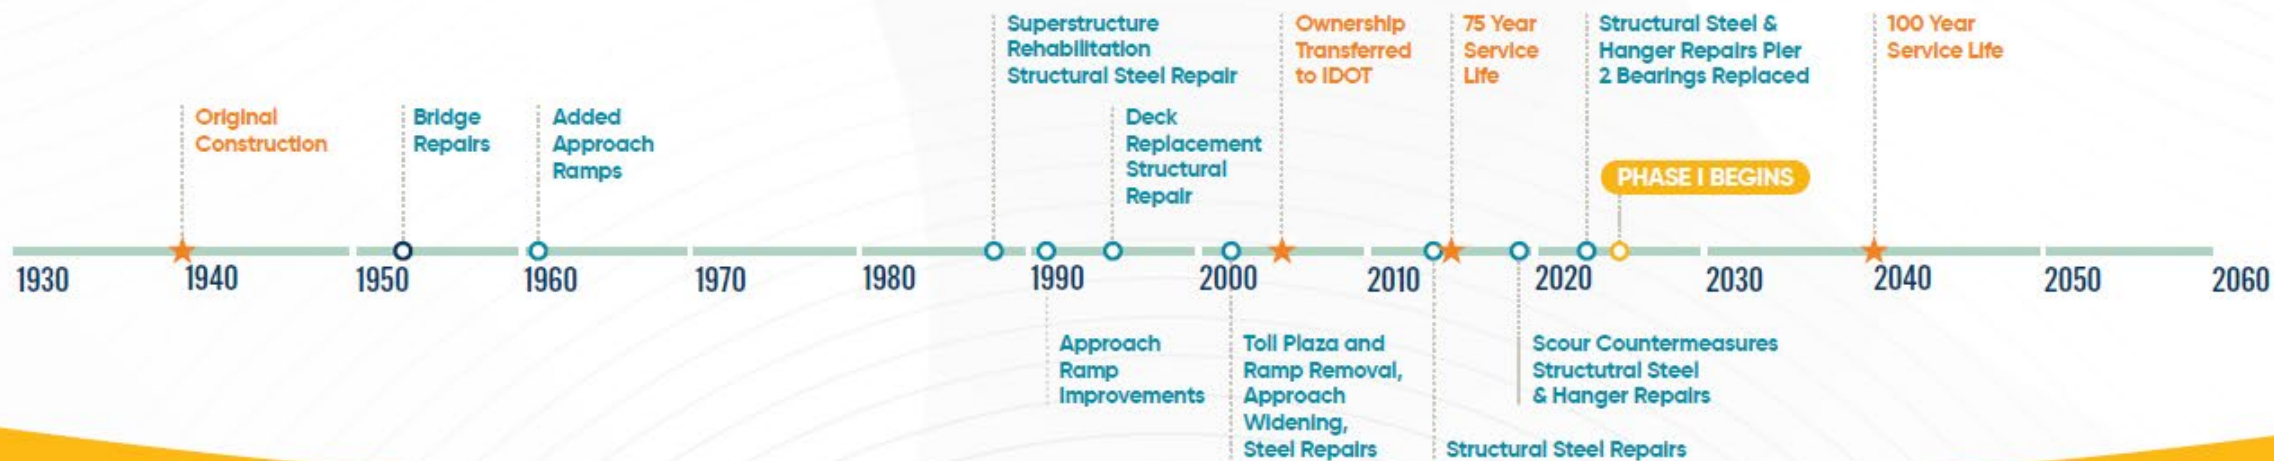 Superstructure
Rehabilitation
Structural Steel Repair
Ownership
Transferred
to IDOT
75 Year
Service
Life
Structural Steel &
Hanger Repairs Pier
2 Bearings Replaced
100 Year
Service Life
Original
Construction
Bridge
Repairs
Added
Approach
Ramps
Deck
Replacement
Structural
Repair
PHASE I BEGINS
1930 1940 1950 1960 1970 1980 1990 2000 2010 2020 2030 2040 2050 2060
Approach
Ramp
Improvements
Toll Plaza and
Ramp Removal,
Approach
Widening,
Steel Repairs
Scour Countermeasures
Structutral Steel
& Hanger Repairs
Structural Steel Repairs